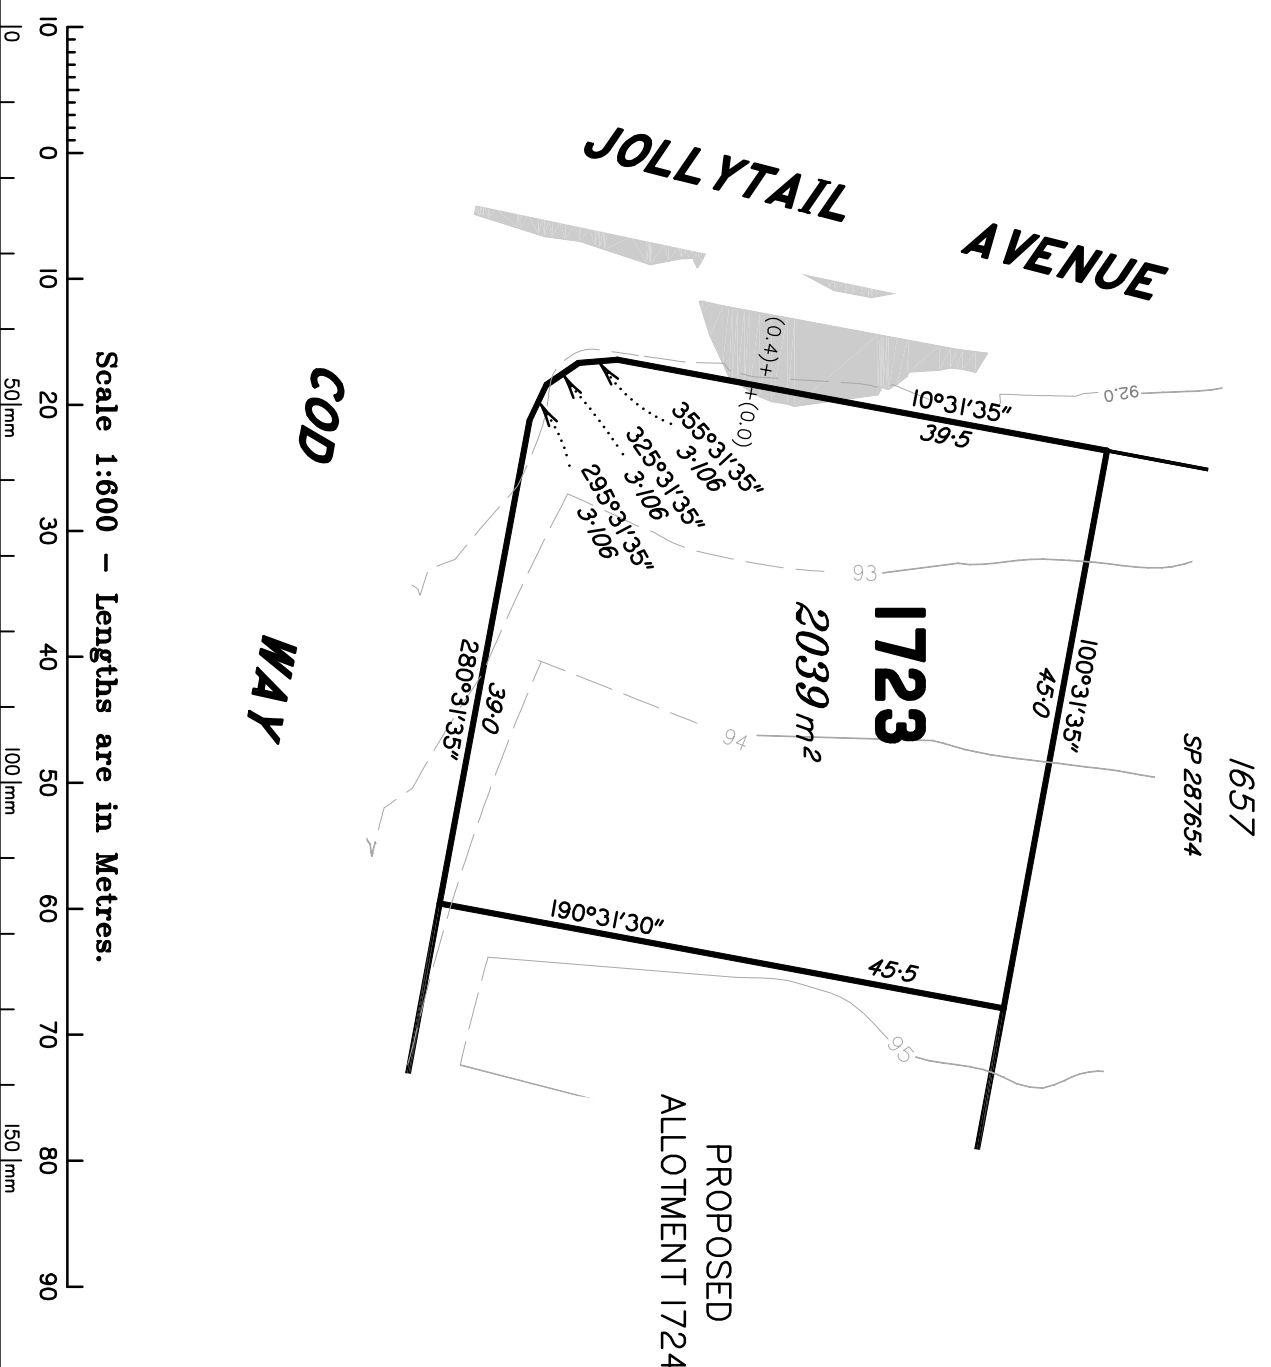 JOLLYTAIL AVENUE
COD WAY
(0.4)+
+(0.0)
92.0
10°31'35"
39·5
355°31'35"
3·106
325°31'35"
3·106
295°31'35"
3·106
93
1723
2039 m²
100°31'35"
45·0
1657
SP 287654
94
280°31'35"
39·0
190°31'30"
45·5
95
PROPOSED
ALLOTMENT 1724
Scale 1:600 – Lengths are in Metres.
10 0 10 20 30 40 50 60 70 80 90
0 50 mm 100 mm 150 mm